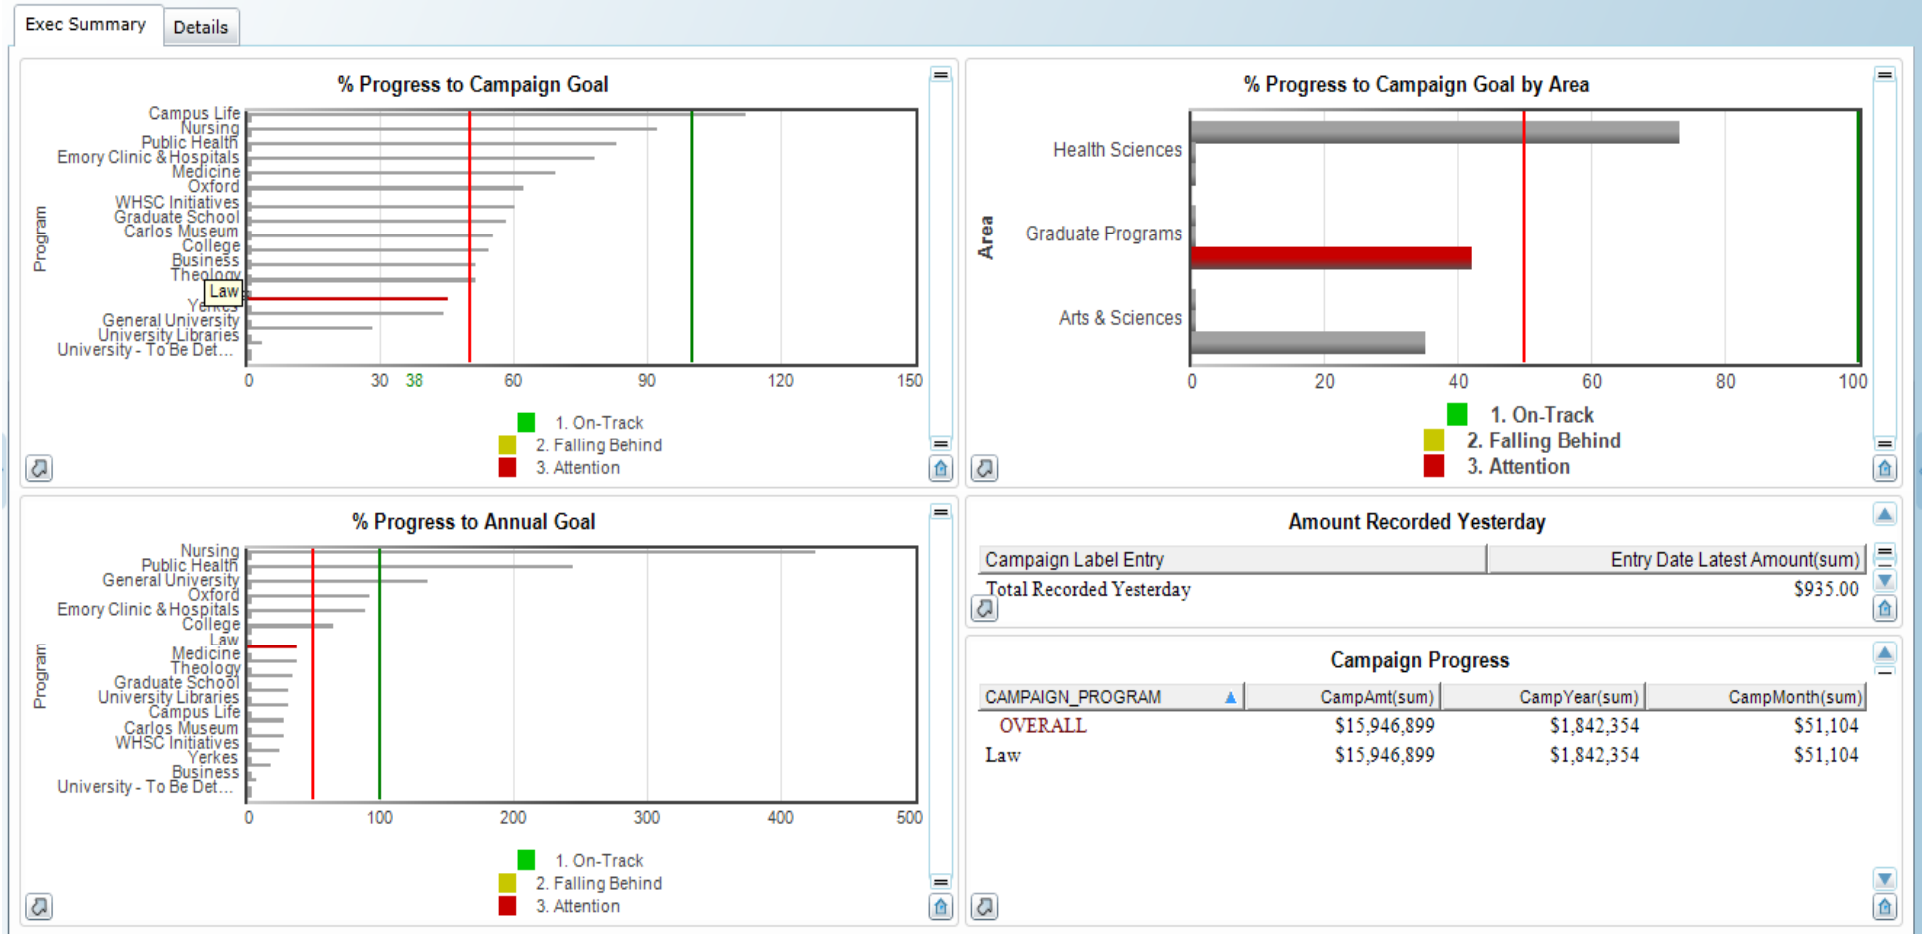 Exec Summary
Details
% Progress to Campaign Goal
Program
Campus Life
Nursing
Public Health
Emory Clinic & Hospitals
Medicine
Oxford
WHSC Initiatives
Graduate School
Carlos Museum
College
Business
Theology
Law
Yerkes
General University
University Libraries
University - To Be Det...
0 30 38 60 90 120 150
1. On-Track
2. Falling Behind
3. Attention
% Progress to Campaign Goal by Area
Area
Health Sciences
Graduate Programs
Arts & Sciences
0 20 40 60 80 100
1. On-Track
2. Falling Behind
3. Attention
% Progress to Annual Goal
Program
Nursing
Public Health
General University
Oxford
Emory Clinic & Hospitals
College
Law
Medicine
Theology
Graduate School
University Libraries
Campus Life
Carlos Museum
WHSC Initiatives
Yerkes
Business
University - To Be Det...
0 100 200 300 400 500
1. On-Track
2. Falling Behind
3. Attention
Amount Recorded Yesterday
Campaign Label Entry Entry Date Latest Amount(sum)
Total Recorded Yesterday $935.00
Campaign Progress
CAMPAIGN_PROGRAM CampAmt(sum) CampYear(sum) CampMonth(sum)
OVERALL $15,946,899 $1,842,354 $51,104
Law $15,946,899 $1,842,354 $51,104